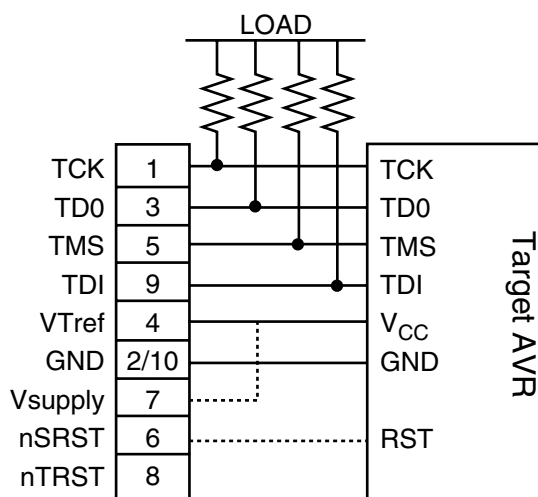 LOAD
TCK 1 TCK
TD0 3 TD0
TMS 5 TMS
TDI 9 TDI
VTref 4 VCC
GND 2/10 GND
Vsupply 7
nSRST 6 RST
nTRST 8
Target AVR